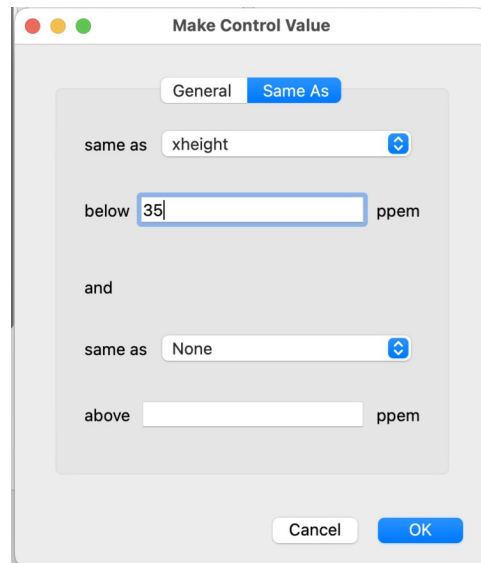 Make Control Value
General Same As
same as xheight
below 35 ppem
and
same as None
above ppem
Cancel OK